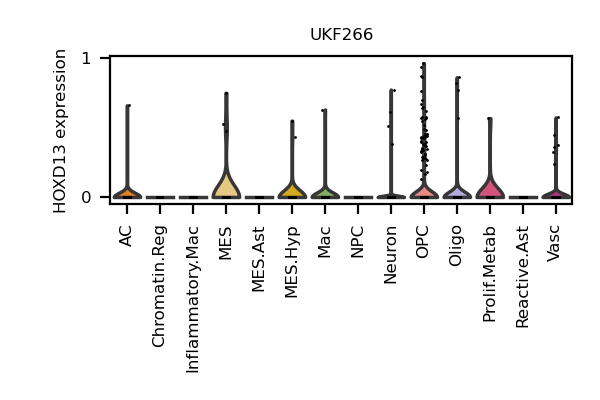 UKF266
HOXD13 expression
1
0
AC
Chromatin.Reg
Inflammatory.Mac
MES
MES.Ast
MES.Hyp
Mac
NPC
Neuron
OPC
Oligo
Prolif.Metab
Reactive.Ast
Vasc